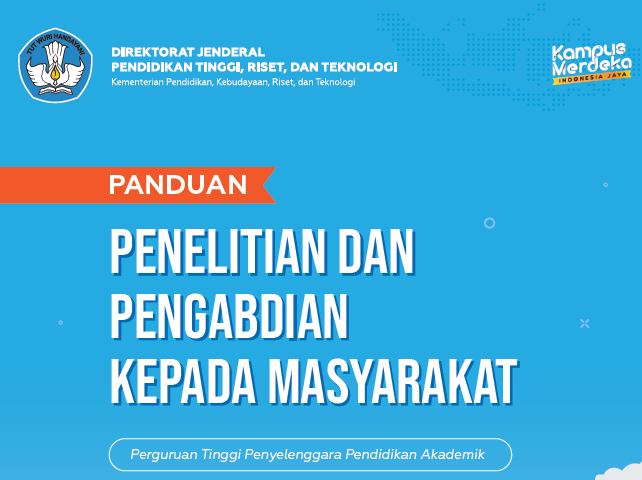 TUT WURI HANDAYANI
DIREKTORAT JENDERAL
PENDIDIKAN TINGGI, RISET, DAN TEKNOLOGI
Kementerian Pendidikan, Kebudayaan, Riset, dan Teknologi
Kampus
Merdeka
INDONESIA JAYA
PANDUAN
PENELITIAN DAN
PENGABDIAN
KEPADA MASYARAKAT
Perguruan Tinggi Penyelenggara Pendidikan Akademik